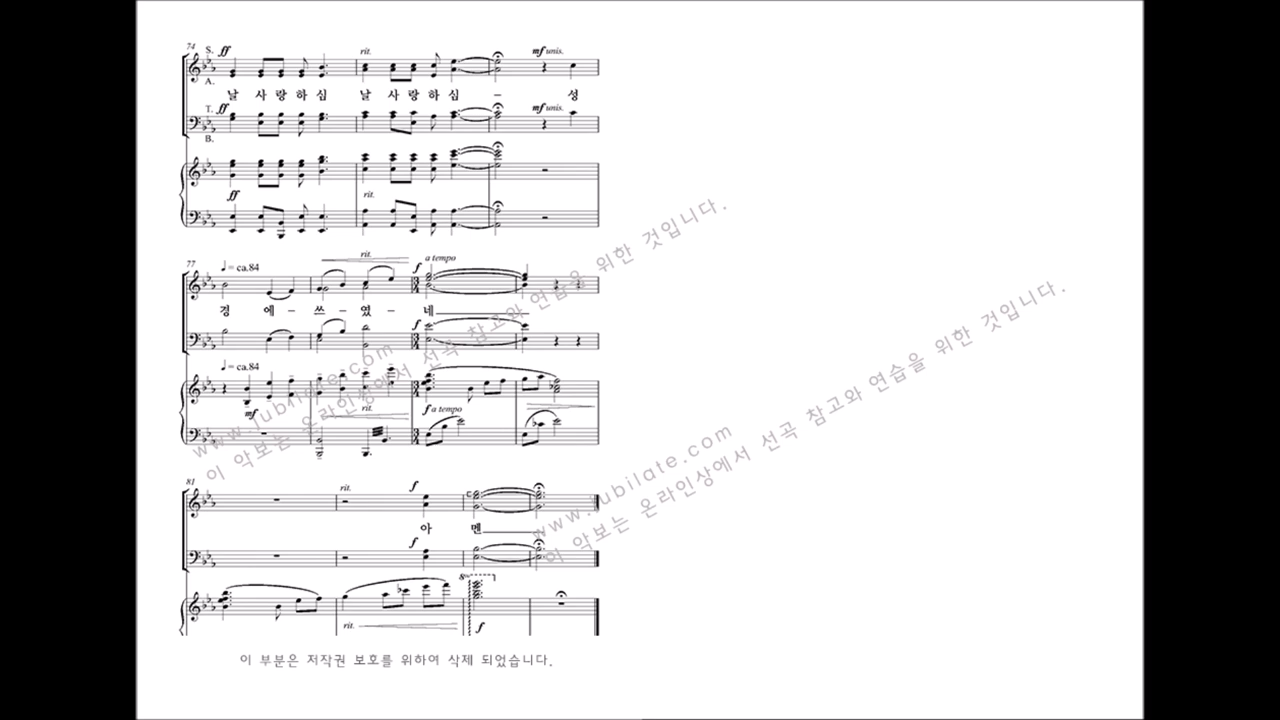 74 S. ff rit. mf unis.
A.
날 사 랑 하 심 날 사 랑 하 심 – 성
T. ff mf unis.
B.
ff rit.
77 ♩= ca.84 rit. f a tempo
경 에 – 쓰 – 였 – 네
f
♩= ca.84
mf rit. f a tempo
www.jubilate.com
이 악보는 온라인상에서 선곡 참고와 연습을 위한 것입니다.
81 rit. f
아 멘
f
8va
rit. f
www.jubilate.com
이 악보는 온라인상에서 선곡 참고와 연습을 위한 것입니다.
이 부분은 저작권 보호를 위하여 삭제 되었습니다.